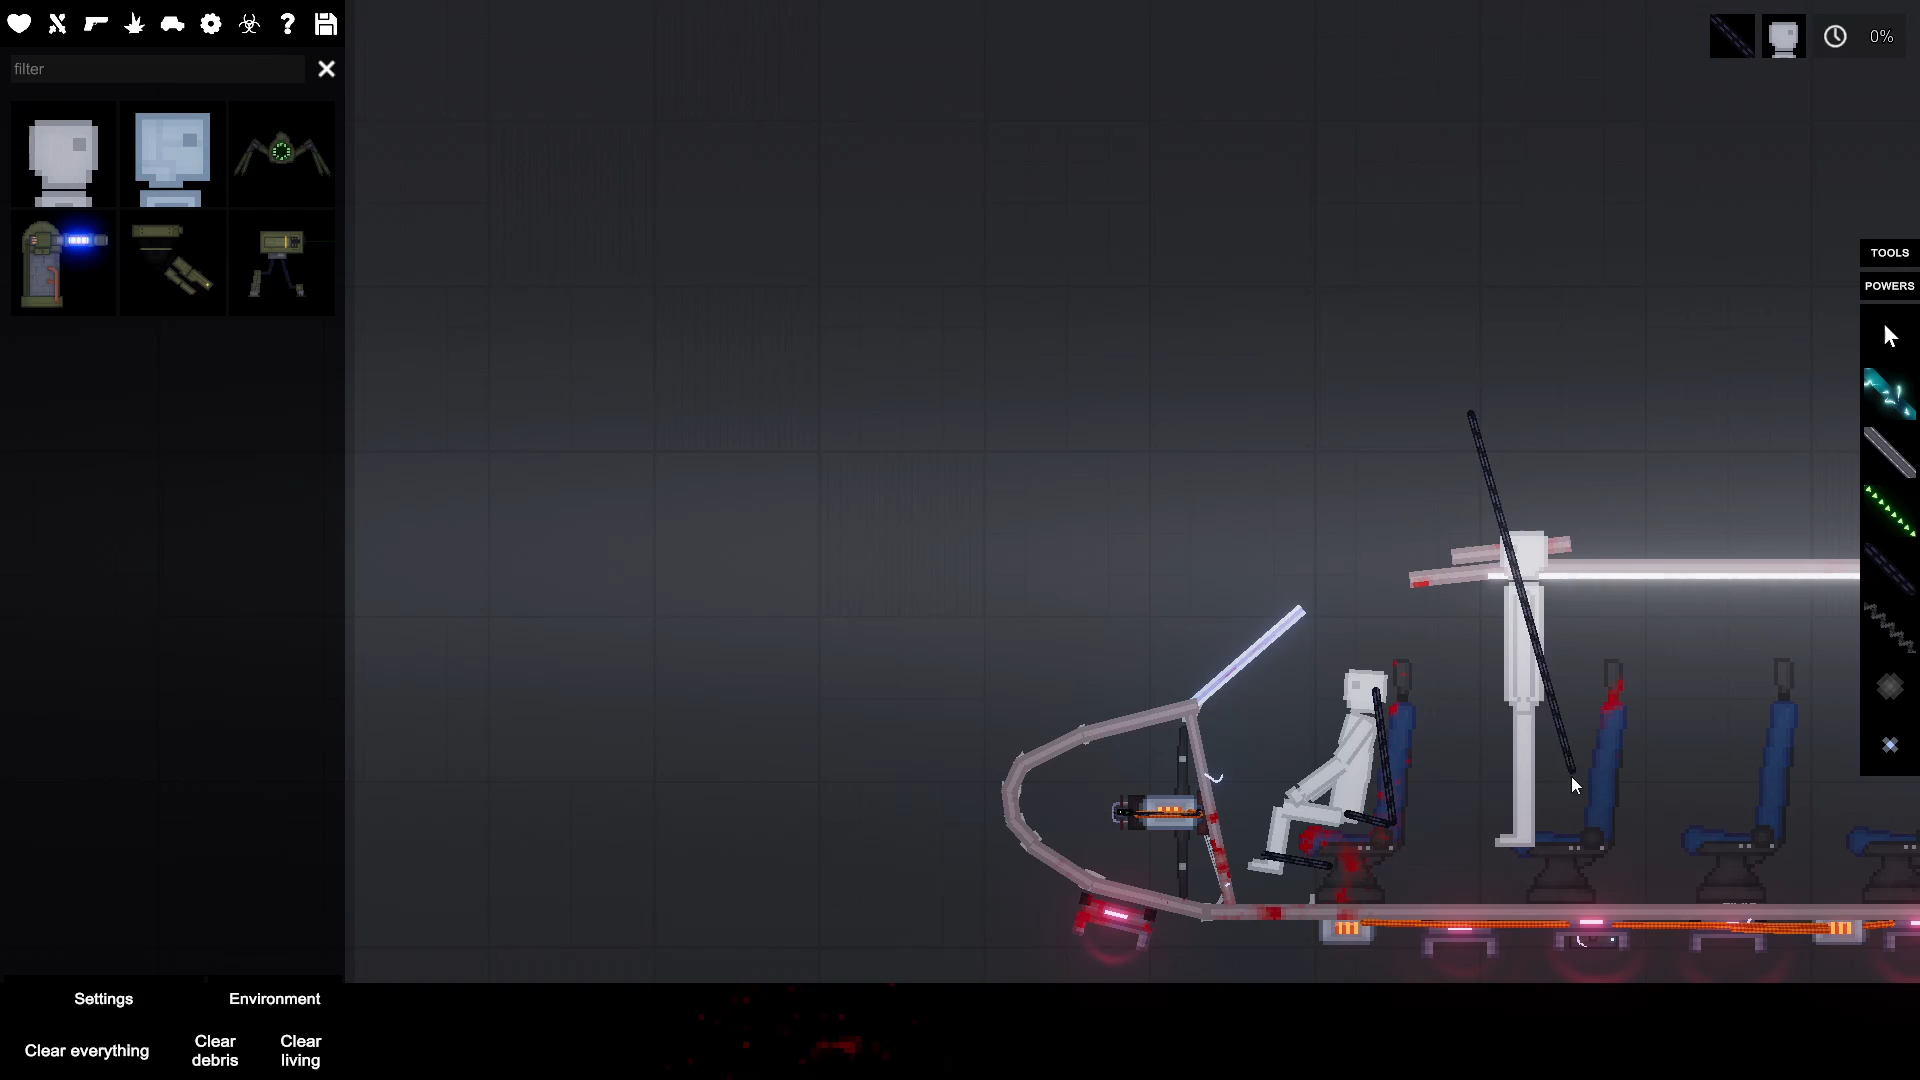 filter
0%
TOOLS
POWERS
Settings
Environment
Clear everything
Clear
debris
Clear
living